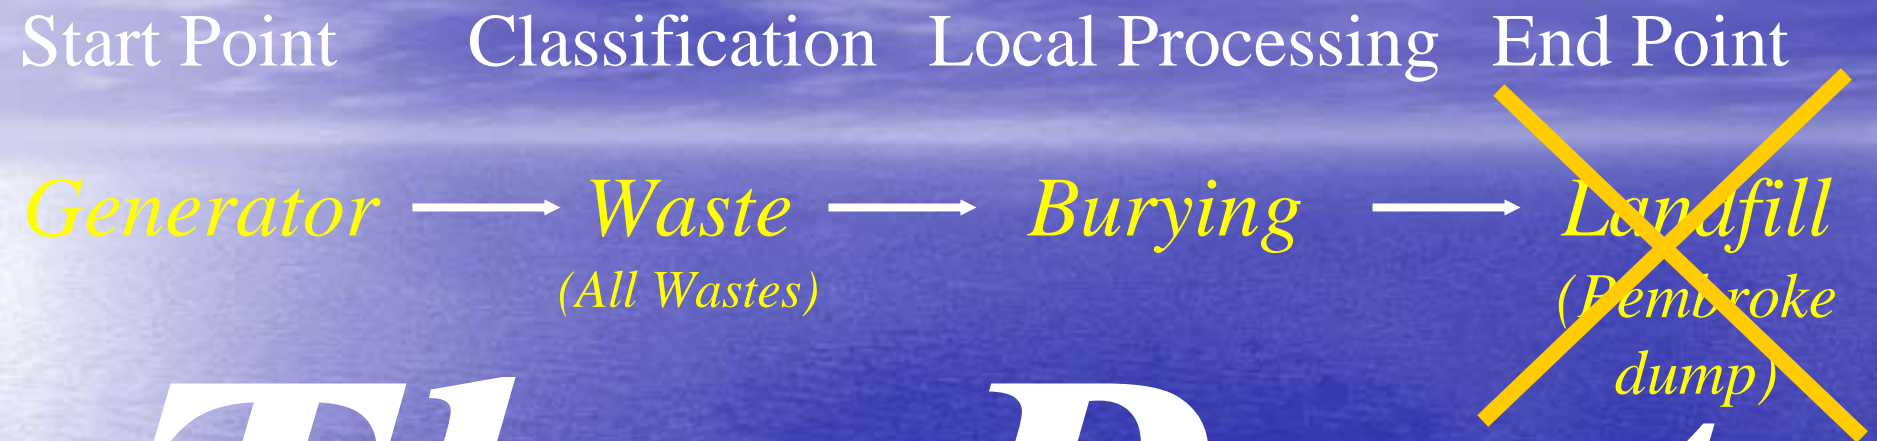 Start Point Classification Local Processing End Point
Generator Waste Burying Landfill
(All Wastes) (Pembroke
dump)